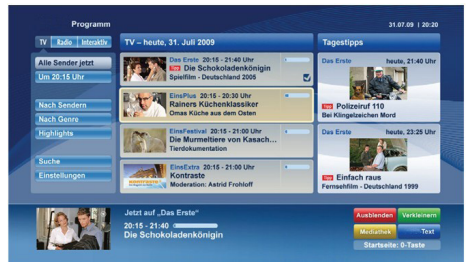 Programm
31.07.09 | 20:20
TV Radio Interaktiv
TV – heute, 31. Juli 2009
Tagestipps
Alle Sender jetzt
Um 20:15 Uhr
Nach Sendern
Nach Genre
Highlights
Suche
Einstellungen
Das Erste 20:15 - 21:40 Uhr
Die Schokoladenkönigin
Spielfilm - Deutschland 2005
EinsPlus 20:15 - 20:30 Uhr
Rainers Küchenklassiker
Omas Küche aus dem Osten
EinsFestival 20:15 - 21:00 Uhr
Die Murmeltiere von Kasach...
Tierdokumentation
EinsExtra 20:15 - 21:00 Uhr
Kontraste
Moderation: Astrid Frohloff
Das Erste heute, 21:40 Uhr
Polizeiruf 110
Bei Klingelzeichen Mord
Das Erste heute, 23:25 Uhr
Einfach raus
Fernsehfilm - Deutschland 1999
Jetzt auf „Das Erste“
20:15 - 21:40
Die Schokoladenkönigin
Ausblenden Verkleinern
Mediathek Text
Startseite: 0-Taste